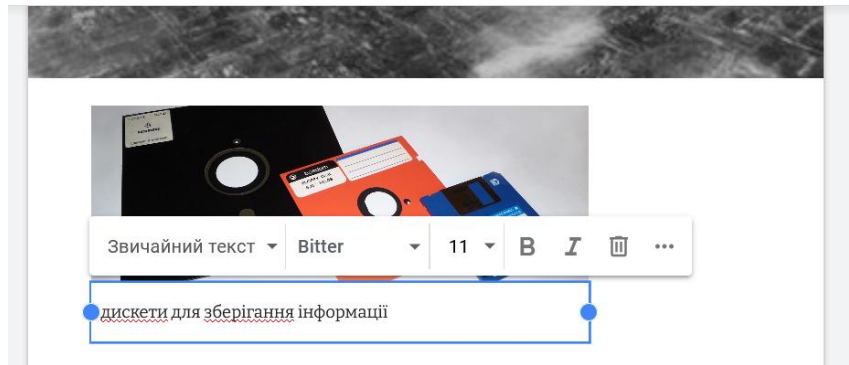 Звичайний текст Bitter 11 B I
дискети для зберігання інформації